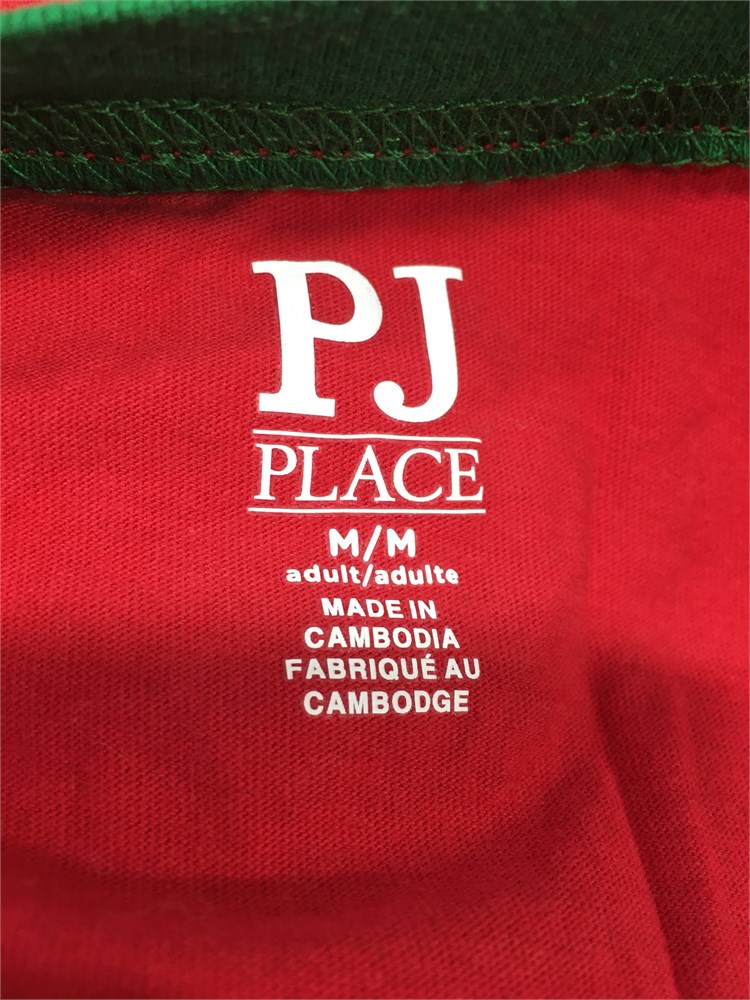 PJ
PLACE
M/M
adult/adulte
MADE IN
CAMBODIA
FABRIQUÉ AU
CAMBODGE